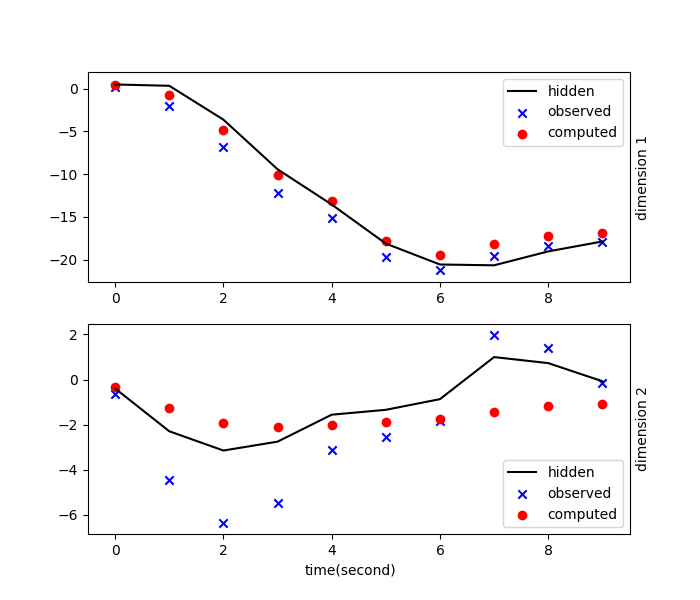 0
−5
−10
−15
−20
0
2
4
6
8
hidden
observed
computed
dimension 1
2
0
−2
−4
−6
0
2
4
6
8
hidden
observed
computed
dimension 2
time(second)